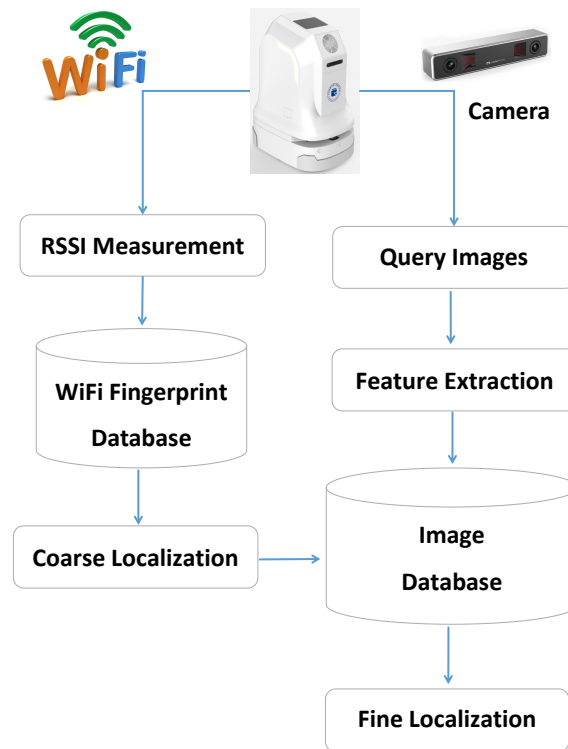 WiFi
Camera
RSSI Measurement
Query Images
WiFi Fingerprint
Database
Feature Extraction
Coarse Localization
Image
Database
Fine Localization